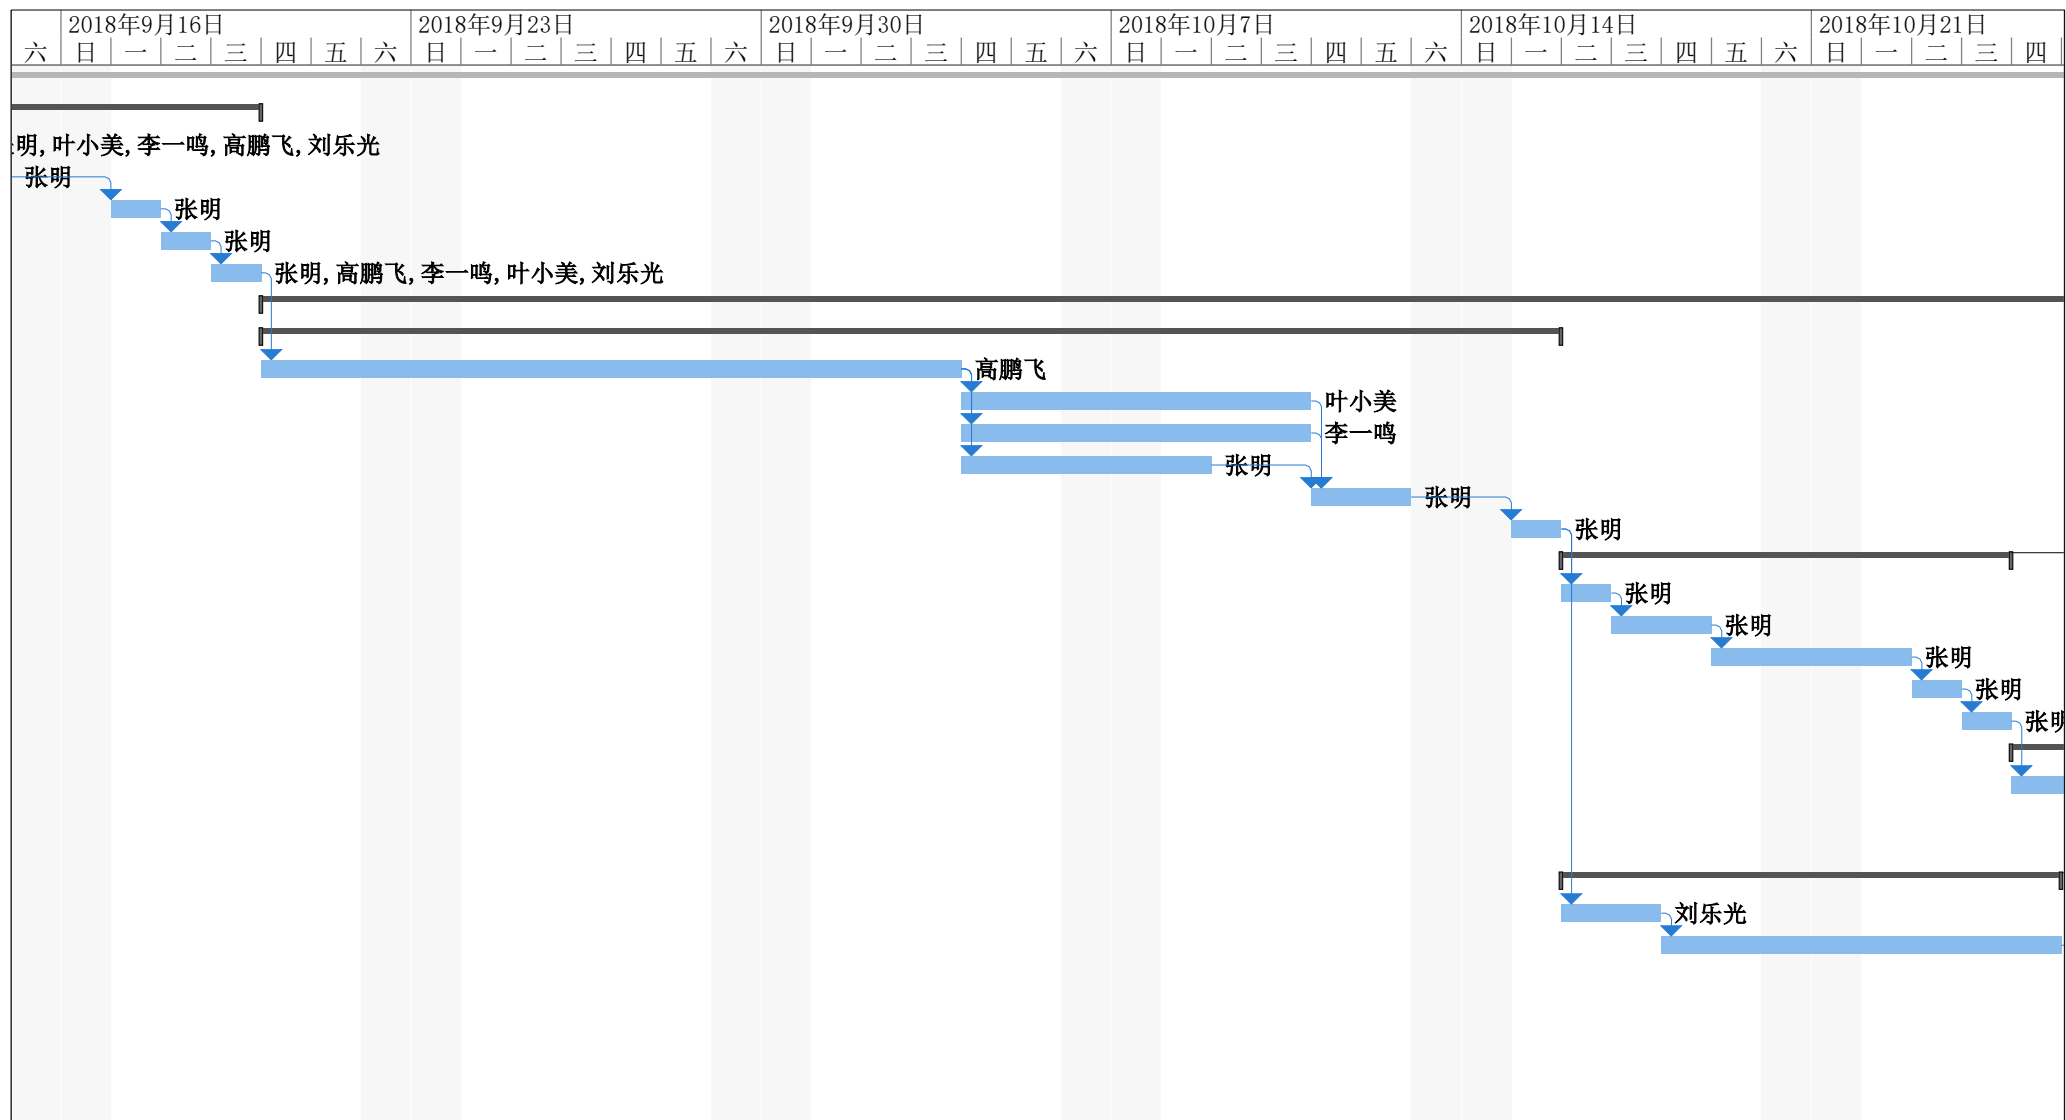 2018年9月16日 2018年9月23日 2018年9月30日 2018年10月7日 2018年10月14日 2018年10月21日
六 日 一 二 三 四 五 六 日 一 二 三 四 五 六 日 一 二 三 四 五 六 日 一 二 三 四 五 六 日 一 二 三 四 五 六 日 一 二 三 四
明,叶小美,李一鸣,高鹏飞,刘乐光
张明
张明
张明
张明,高鹏飞,李一鸣,叶小美,刘乐光
高鹏飞
叶小美
李一鸣
张明
张明
张明
张明
张明
张明
张明
张明
刘乐光